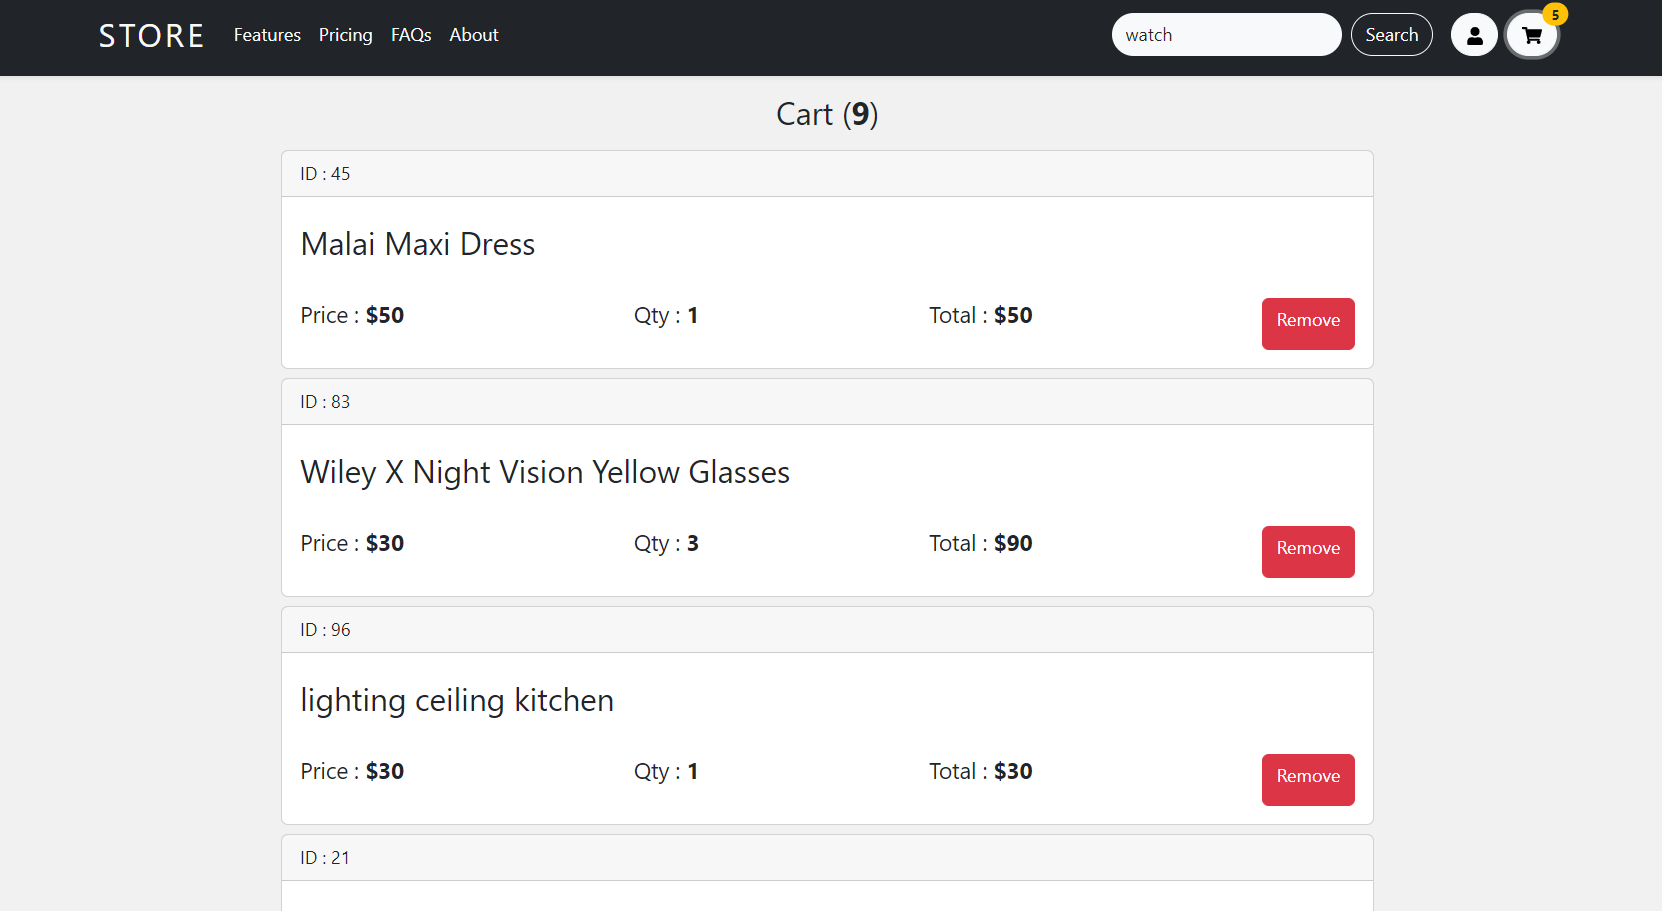 STORE Features Pricing FAQs About watch Search 5
Cart (9)
ID : 45
Malai Maxi Dress
Price : $50 Qty : 1 Total : $50 Remove
ID : 83
Wiley X Night Vision Yellow Glasses
Price : $30 Qty : 3 Total : $90 Remove
ID : 96
lighting ceiling kitchen
Price : $30 Qty : 1 Total : $30 Remove
ID : 21